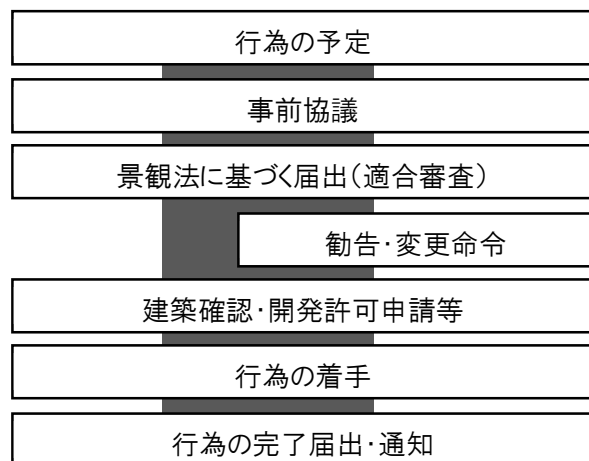 行為の予定
事前協議
景観法に基づく届出(適合審査)
勧告・変更命令
建築確認・開発許可申請等
行為の着手
行為の完了届出・通知